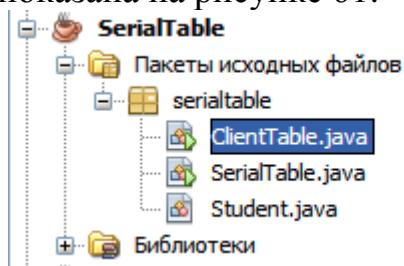 показана на рисунке 61.
SerialTable
Пакеты исходных файлов
serialtable
ClientTable.java
SerialTable.java
Student.java
Библиотеки